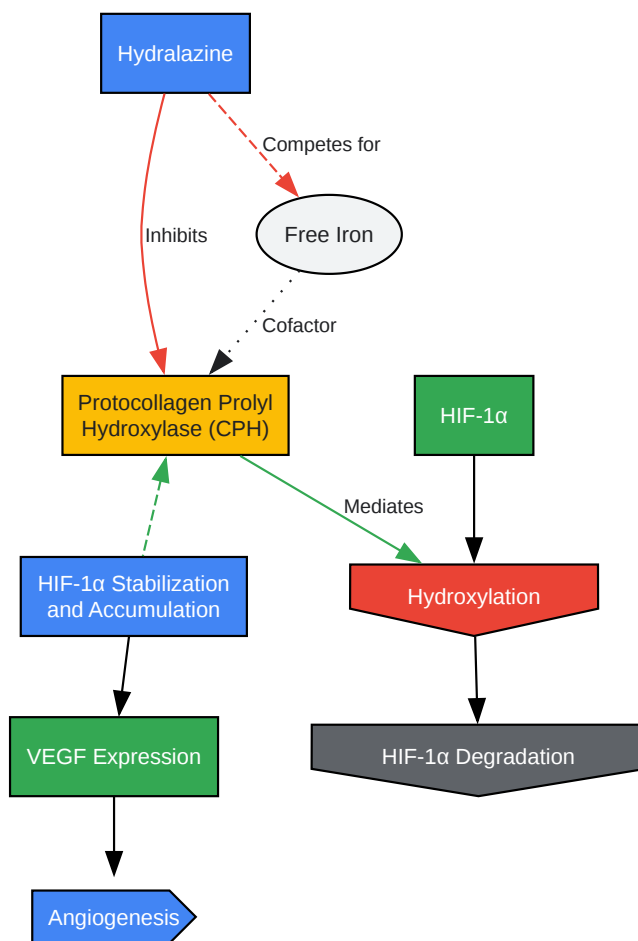 Hydralazine
Competes for
Inhibits
Free Iron
Cofactor
Protocollagen Prolyl
Hydroxylase (CPH)
HIF-1α
Mediates
HIF-1α Stabilization
and Accumulation
Hydroxylation
VEGF Expression
HIF-1α Degradation
Angiogenesis